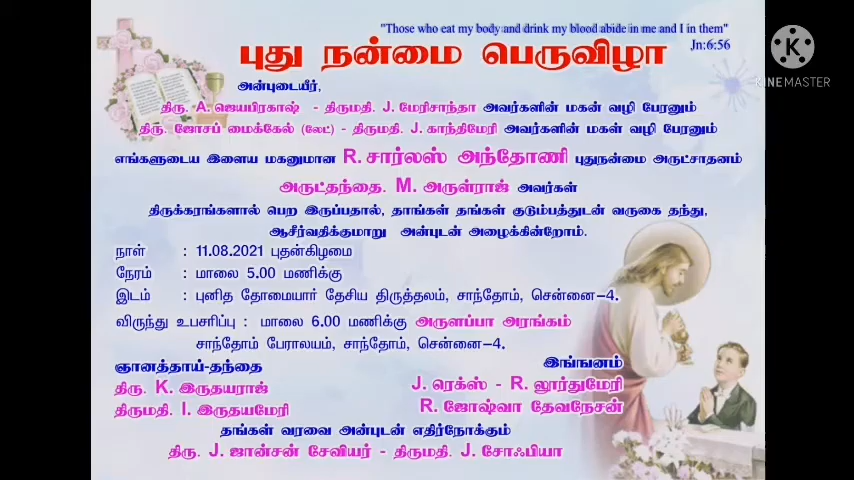 "Those who eat my body and drink my blood abide in me and I in them"
Jn:6:56
புது நன்மை பெருவிழா
அன்புடையீர்,
திரு. A. ஜெயபிரகாஷ் - திருமதி. J. மேரிசாந்தா அவர்களின் மகன் வழி பேரனும்
திரு. ஜோசப் மைக்கேல் (லேட்) - திருமதி. J. காந்திமேரி அவர்களின் மகள் வழி பேரனும்
எங்களுடைய இளைய மகனுமான R. சார்லஸ் அந்தோணி புதுநன்மை அருட்சாதனம்
அருட்தந்தை. M. அருள்ராஜ் அவர்கள்
திருக்கரங்களால் பெற இருப்பதால், தாங்கள் தங்கள் குடும்பத்துடன் வருகை தந்து,
ஆசீர்வதிக்குமாறு அன்புடன் அழைக்கின்றோம்.
நாள் : 11.08.2021 புதன்கிழமை
நேரம் : மாலை 5.00 மணிக்கு
இடம் : புனித தோமையார் தேசிய திருத்தலம், சாந்தோம், சென்னை-4.
விருந்து உபசரிப்பு : மாலை 6.00 மணிக்கு அருளப்பா அரங்கம்
சாந்தோம் பேராலயம், சாந்தோம், சென்னை-4.
ஞானத்தாய்-தந்தை
திரு. K. இருதயராஜ்
திருமதி. I. இருதயமேரி
இங்ஙனம்
J. ரெக்ஸ் - R. லூர்துமேரி
R. ஜோஷ்வா தேவநேசன்
தங்கள் வரவை அன்புடன் எதிர்நோக்கும்
திரு. J. ஜான்சன் சேவியர் - திருமதி. J. சோஃபியா
KINEMASTER